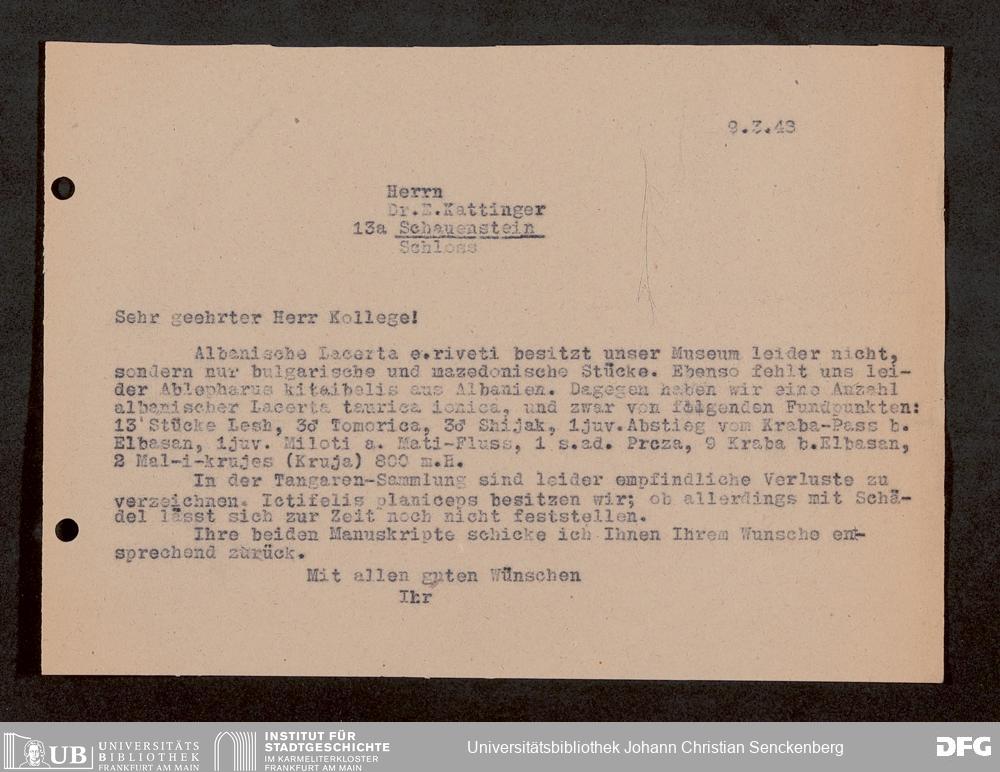 9.3.48
Herrn
Dr.E.Kattinger
13a Schauenstein
Schloss
Sehr geehrter Herr Kollege!
Albanische Lacerta e.riveti besitzt unser Museum leider nicht,
sondern nur bulgarische und mazedonische Stücke. Ebenso fehlt uns lei-
der Ablepharus kitaibelis aus Albanien. Dagegen haben wir eine Anzahl
albanischer Lacerta taurica ionica, und zwar von folgenden Fundpunkten:
13 Stücke Lesh, 3♂ Tomorica, 3♂ Shijak, 1juv.Abstieg vom Kraba-Pass b.
Elbasan, 1juv. Miloti a. Mati-Fluss, 1 s.ad. Prcza, 9 Kraba b.Elbasan,
2 Mal-i-krujes (Kruja) 800 m.H.
In der Tangaren-Sammlung sind leider empfindliche Verluste zu
verzeichnen. Ictifelis planiceps besitzen wir; ob allerdings mit Schä-
del lässt sich zur Zeit noch nicht feststellen.
Ihre beiden Manuskripte schicke ich Ihnen Ihrem Wunsche ent-
sprechend zurück.
Mit allen guten Wünschen
Ihr
UB UNIVERSITÄTS
BIBLIOTHEK
FRANKFURT AM MAIN
INSTITUT FÜR
STADTGESCHICHTE
IM KARMELITERKLOSTER
FRANKFURT AM MAIN
Universitätsbibliothek Johann Christian Senckenberg
DFG